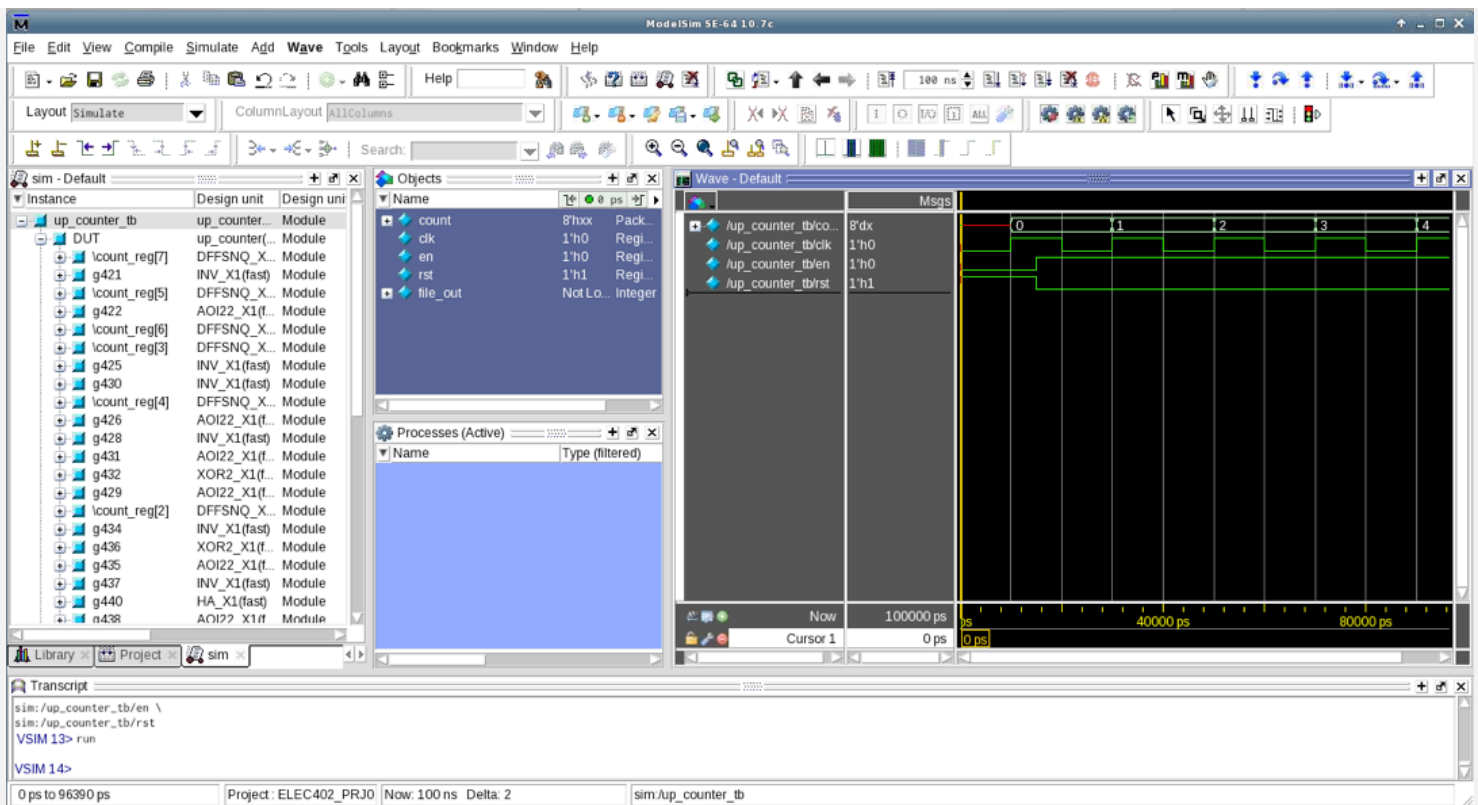 ModelSim SE-64 10.7c
File Edit View Compile Simulate Add Wave Tools Layout Bookmarks Window Help
Help
100 ns
Layout Simulate ColumnLayout AllColumns
Search:
sim - Default
Instance Design unit Design uni
up_counter_tb up_counter... Module
DUT up_counter(... Module
\count_reg[7] DFFSNQ_X... Module
g421 INV_X1(fast) Module
\count_reg[5] DFFSNQ_X... Module
g422 AOI22_X1(f... Module
\count_reg[6] DFFSNQ_X... Module
\count_reg[3] DFFSNQ_X... Module
g425 INV_X1(fast) Module
g430 INV_X1(fast) Module
\count_reg[4] DFFSNQ_X... Module
g426 AOI22_X1(f... Module
g428 INV_X1(fast) Module
g431 AOI22_X1(f... Module
g432 XOR2_X1(f... Module
g429 AOI22_X1(f... Module
\count_reg[2] DFFSNQ_X... Module
g434 INV_X1(fast) Module
g436 XOR2_X1(f... Module
g435 AOI22_X1(f... Module
g437 INV_X1(fast) Module
g440 HA_X1(fast) Module
g438 AOI22_X1(f Module
Library Project sim
Objects
Name 0 ps
count 8'hxx Pack...
clk 1'h0 Regi...
en 1'h0 Regi...
rst 1'h1 Regi...
file_out Not Lo... Integer
Processes (Active)
Name Type (filtered)
Wave - Default
Msgs
/up_counter_tb/co... 8'dx 0 1 2 3 4
/up_counter_tb/clk 1'h0
/up_counter_tb/en 1'h0
/up_counter_tb/rst 1'h1
Now 100000 ps ps 40000 ps 80000 ps
Cursor 1 0 ps 0 ps
Transcript
sim:/up_counter_tb/en \
sim:/up_counter_tb/rst
VSIM 13> run
VSIM 14>
0 ps to 96390 ps Project : ELEC402_PRJ0 Now: 100 ns Delta: 2 sim:/up_counter_tb